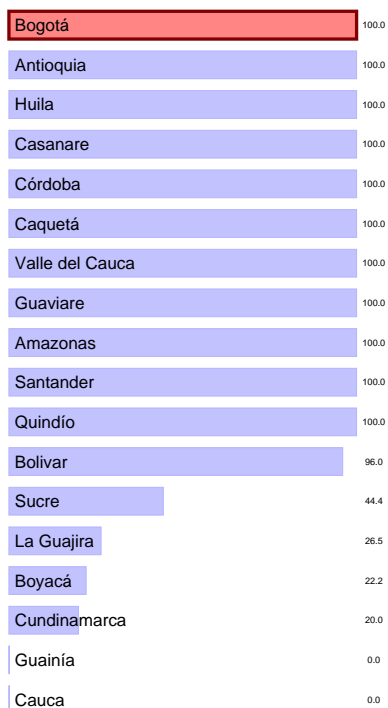 Bogotá 100.0
Antioquia 100.0
Huila 100.0
Casanare 100.0
Córdoba 100.0
Caquetá 100.0
Valle del Cauca 100.0
Guaviare 100.0
Amazonas 100.0
Santander 100.0
Quindío 100.0
Bolivar 96.0
Sucre 44.4
La Guajira 26.5
Boyacá 22.2
Cundinamarca 20.0
Guainía 0.0
Cauca 0.0